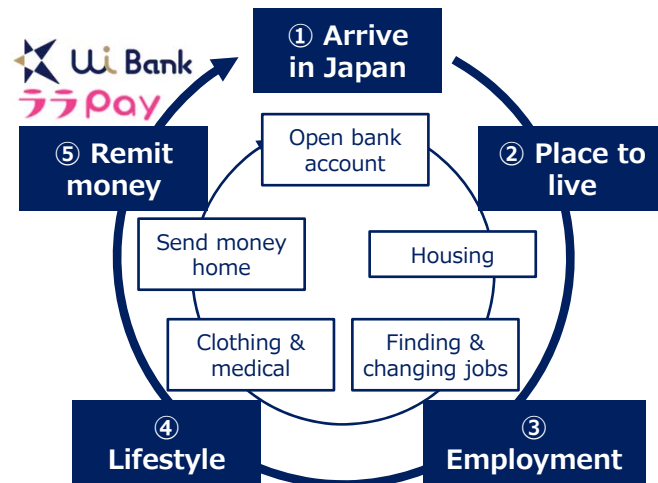 ① Arrive
in Japan
UI Bank
ララPay
⑤ Remit
money
② Place to
live
Open bank
account
Send money
home
Housing
Clothing &
medical
Finding &
changing jobs
④
Lifestyle
③
Employment